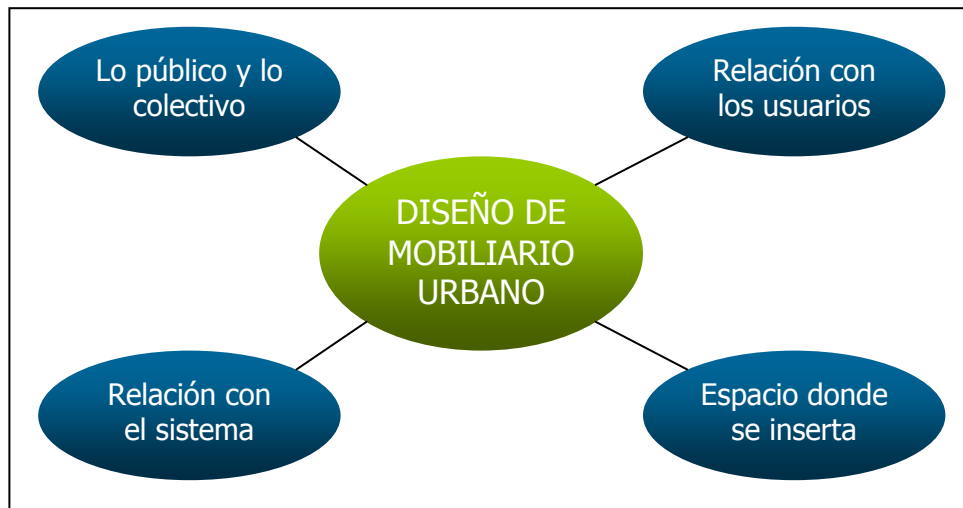 Lo público y lo
colectivo
Relación con
los usuarios
DISEÑO DE
MOBILIARIO
URBANO
Relación con
el sistema
Espacio donde
se inserta